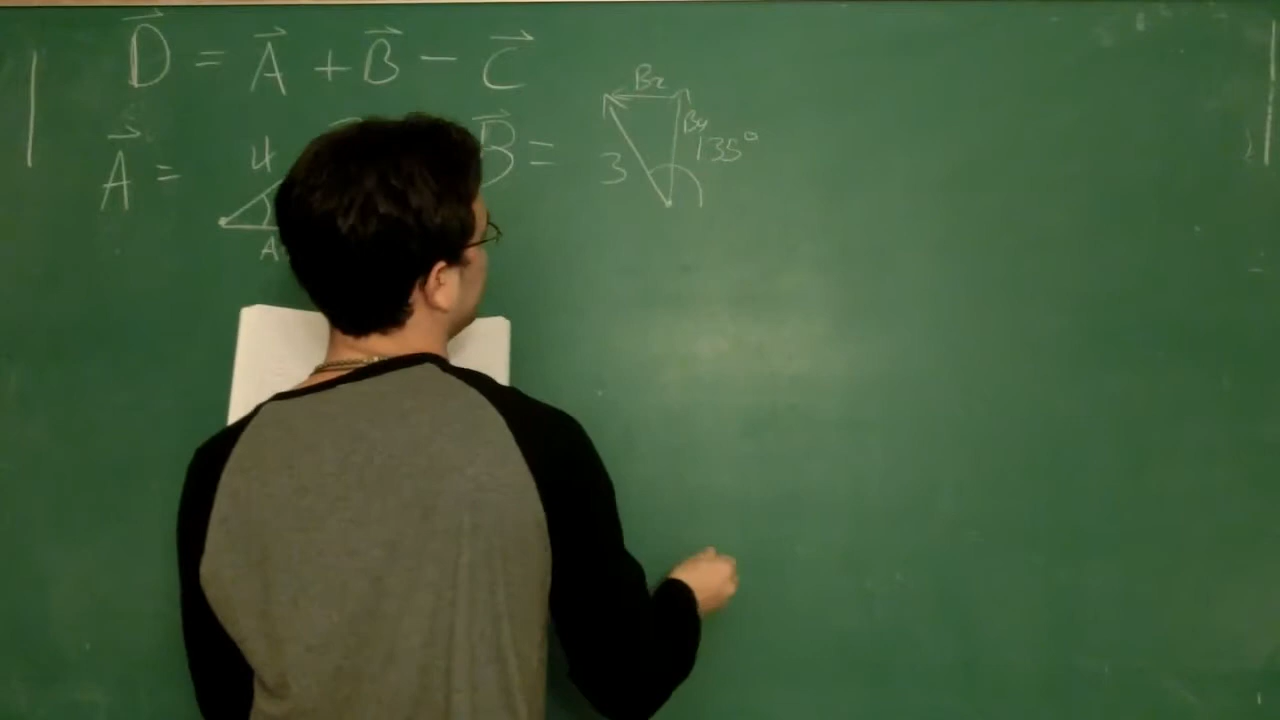 D⃗ = A⃗ + B⃗ - C⃗
A⃗ = 4 B⃗ = 3 135°
A
Bx
By